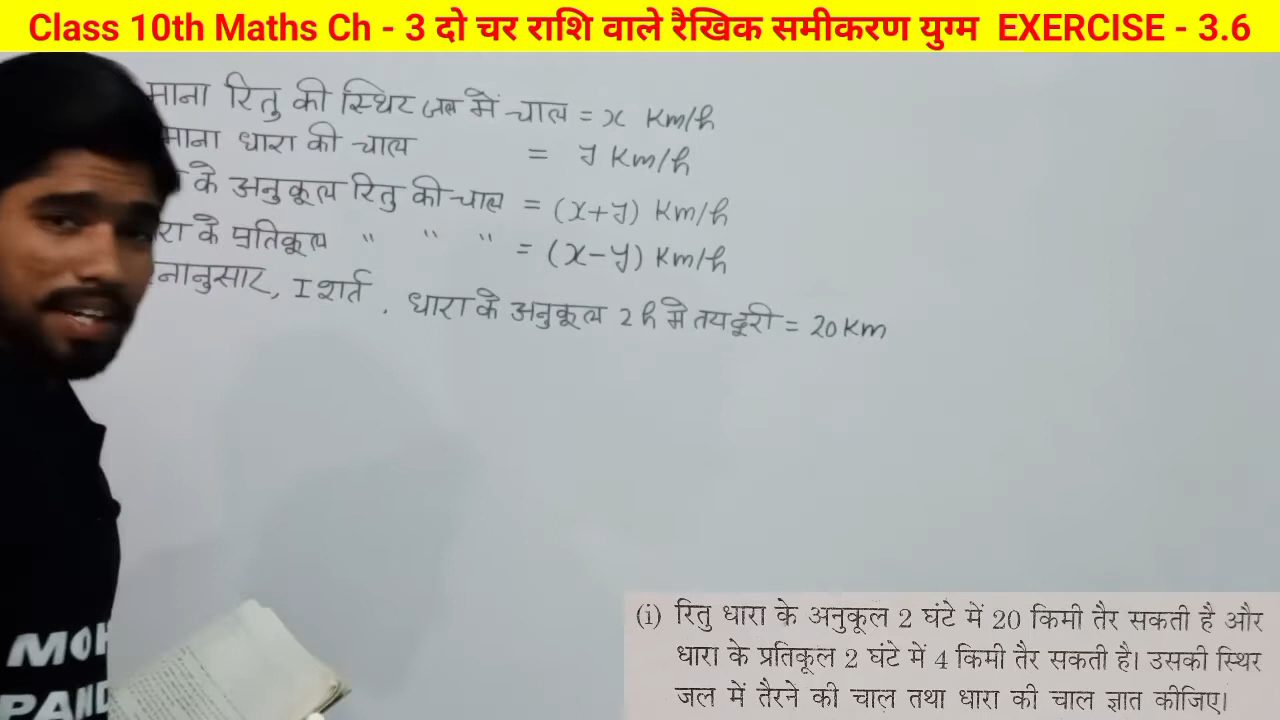 Class 10th Maths Ch - 3 दो चर राशि वाले रैखिक समीकरण युग्म EXERCISE - 3.6
माना रितु की स्थिर जल में चाल = x Km/h
माना धारा की चाल = y Km/h
के अनुकूल रितु की चाल = (x+y) Km/h
रा के प्रतिकूल " " " = (x-y) Km/h
नानुसार, I शर्त, धारा के अनुकूल 2 h मे तय दूरी = 20 Km
(i) रितु धारा के अनुकूल 2 घंटे में 20 किमी तैर सकती है और
धारा के प्रतिकूल 2 घंटे में 4 किमी तैर सकती है। उसकी स्थिर
जल में तैरने की चाल तथा धारा की चाल ज्ञात कीजिए।
MOH
PAND